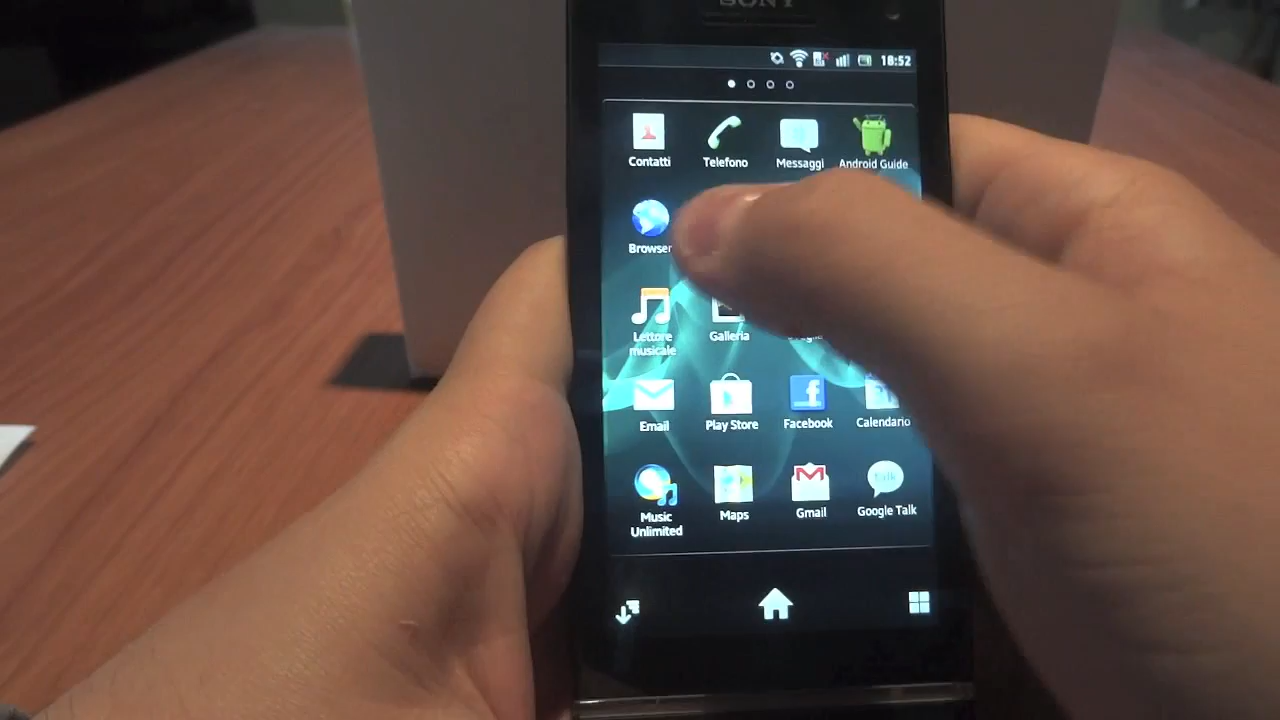 SONY
18:52
Contatti
Telefono
Messaggi
Android Guide
Browser
Lettore
musicale
Galleria
Email
Play Store
Facebook
Calendario
Music
Unlimited
Maps
Gmail
talk
Google Talk